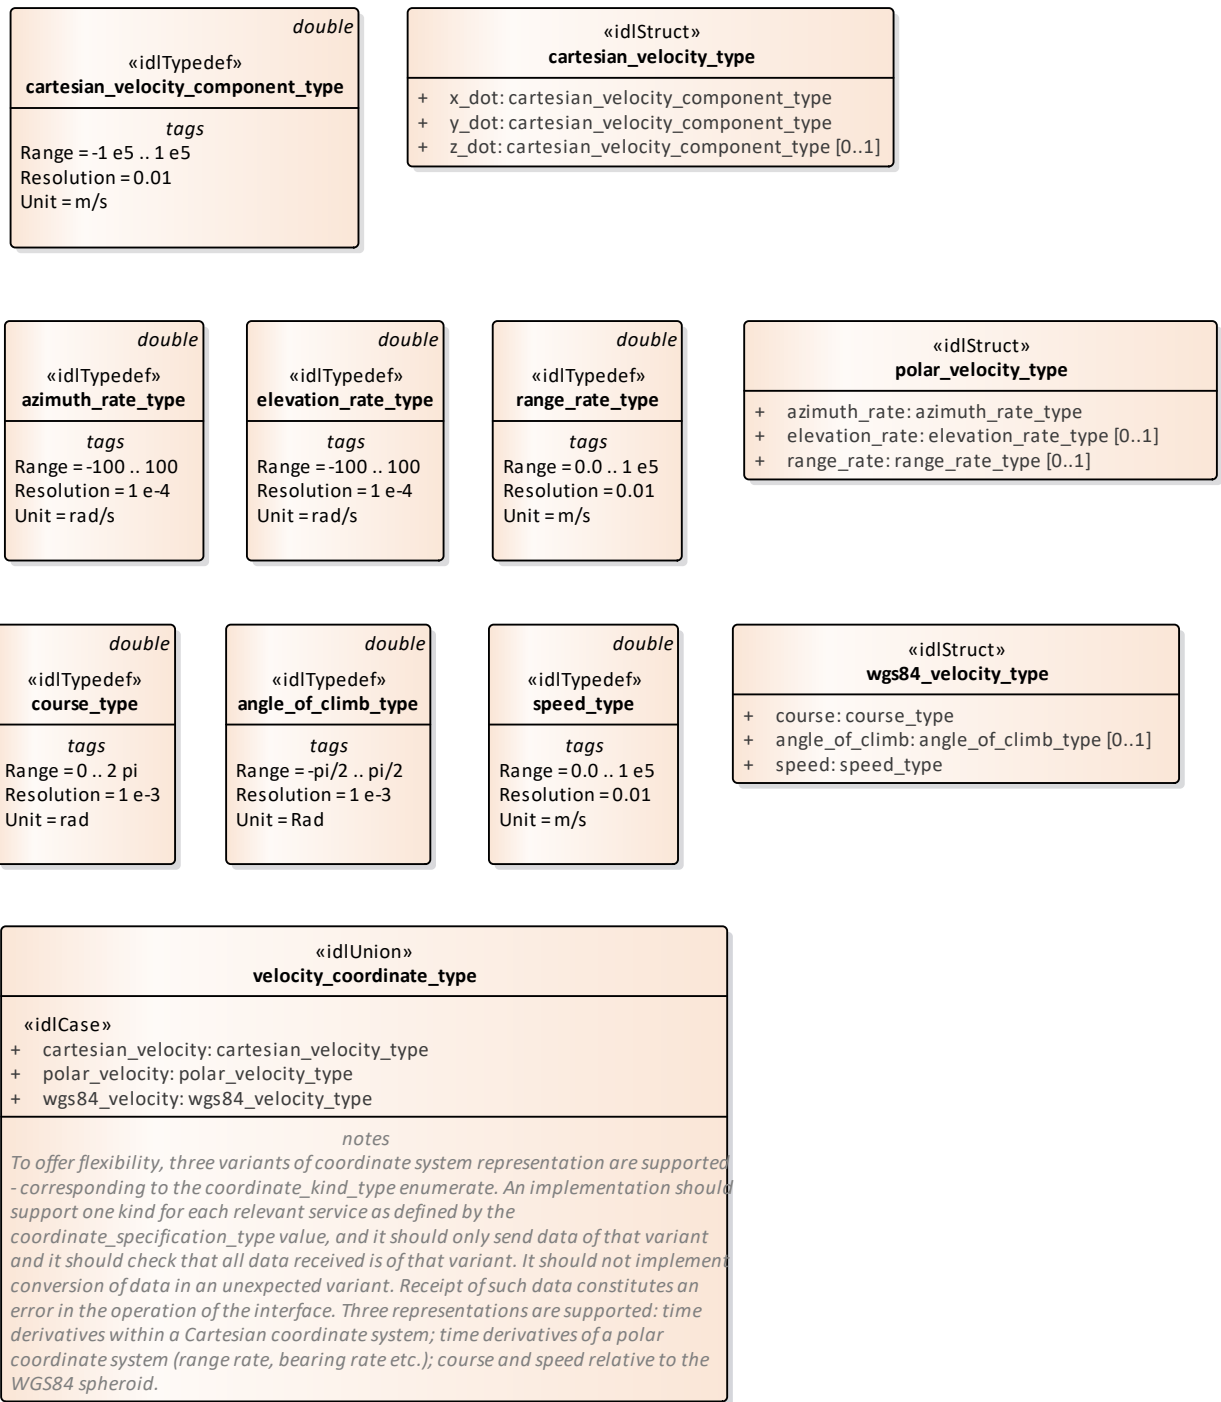 double
«idlTypedef»
cartesian_velocity_component_type
tags
Range = -1 e5 .. 1 e5
Resolution = 0.01
Unit = m/s
«idlStruct»
cartesian_velocity_type
+ x_dot: cartesian_velocity_component_type
+ y_dot: cartesian_velocity_component_type
+ z_dot: cartesian_velocity_component_type [0..1]
double
«idlTypedef»
azimuth_rate_type
tags
Range = -100 .. 100
Resolution = 1 e-4
Unit = rad/s
double
«idlTypedef»
elevation_rate_type
tags
Range = -100 .. 100
Resolution = 1 e-4
Unit = rad/s
double
«idlTypedef»
range_rate_type
tags
Range = 0.0 .. 1 e5
Resolution = 0.01
Unit = m/s
«idlStruct»
polar_velocity_type
+ azimuth_rate: azimuth_rate_type
+ elevation_rate: elevation_rate_type [0..1]
+ range_rate: range_rate_type [0..1]
double
«idlTypedef»
course_type
tags
Range = 0 .. 2 pi
Resolution = 1 e-3
Unit = rad
double
«idlTypedef»
angle_of_climb_type
tags
Range = -pi/2 .. pi/2
Resolution = 1 e-3
Unit = Rad
double
«idlTypedef»
speed_type
tags
Range = 0.0 .. 1 e5
Resolution = 0.01
Unit = m/s
«idlStruct»
wgs84_velocity_type
+ course: course_type
+ angle_of_climb: angle_of_climb_type [0..1]
+ speed: speed_type
«idlUnion»
velocity_coordinate_type
«idlCase»
+ cartesian_velocity: cartesian_velocity_type
+ polar_velocity: polar_velocity_type
+ wgs84_velocity: wgs84_velocity_type
notes
To offer flexibility, three variants of coordinate system representation are supported
- corresponding to the coordinate_kind_type enumerate. An implementation should
support one kind for each relevant service as defined by the
coordinate_specification_type value, and it should only send data of that variant
and it should check that all data received is of that variant. It should not implement
conversion of data in an unexpected variant. Receipt of such data constitutes an
error in the operation of the interface. Three representations are supported: time
derivatives within a Cartesian coordinate system; time derivatives of a polar
coordinate system (range rate, bearing rate etc.); course and speed relative to the
WGS84 spheroid.